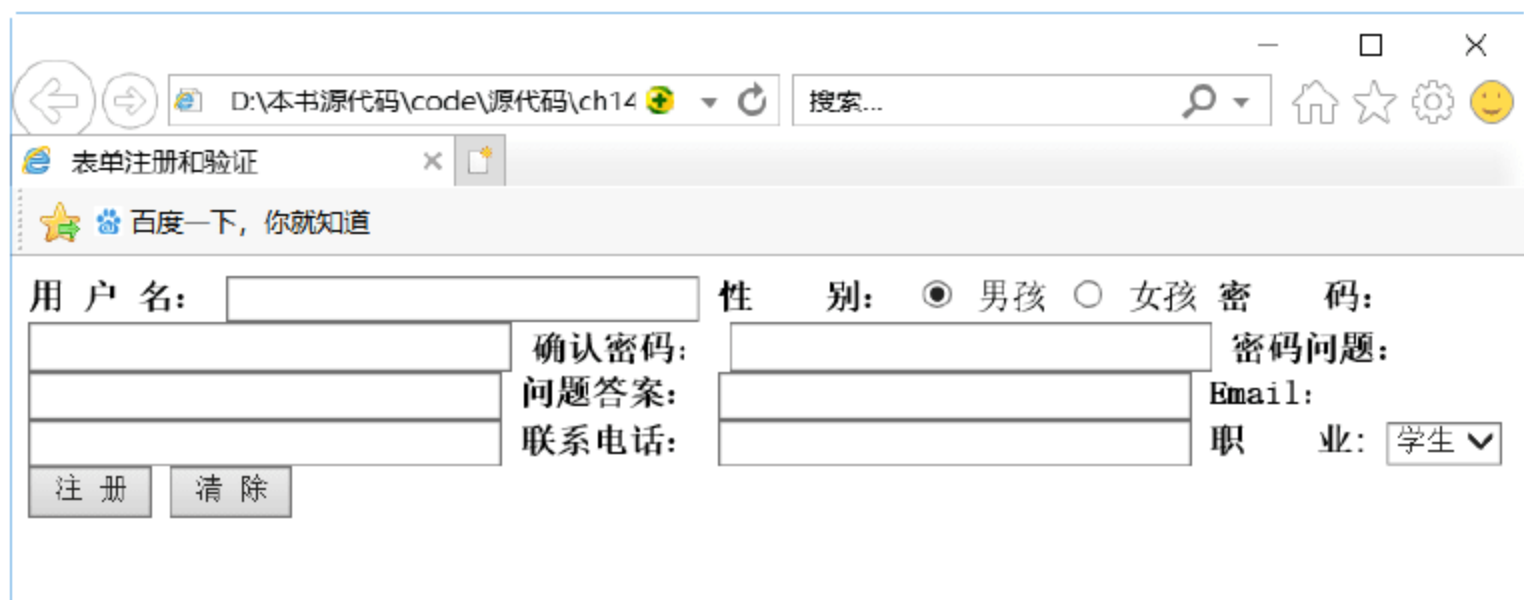 D:\本书源代码\code\源代码\ch14 搜索...
表单注册和验证
百度一下，你就知道
用 户 名： 性 别： 男孩 女孩 密 码：
确认密码： 密码问题：
问题答案： Email：
联系电话： 职 业： 学生
注 册 清 除